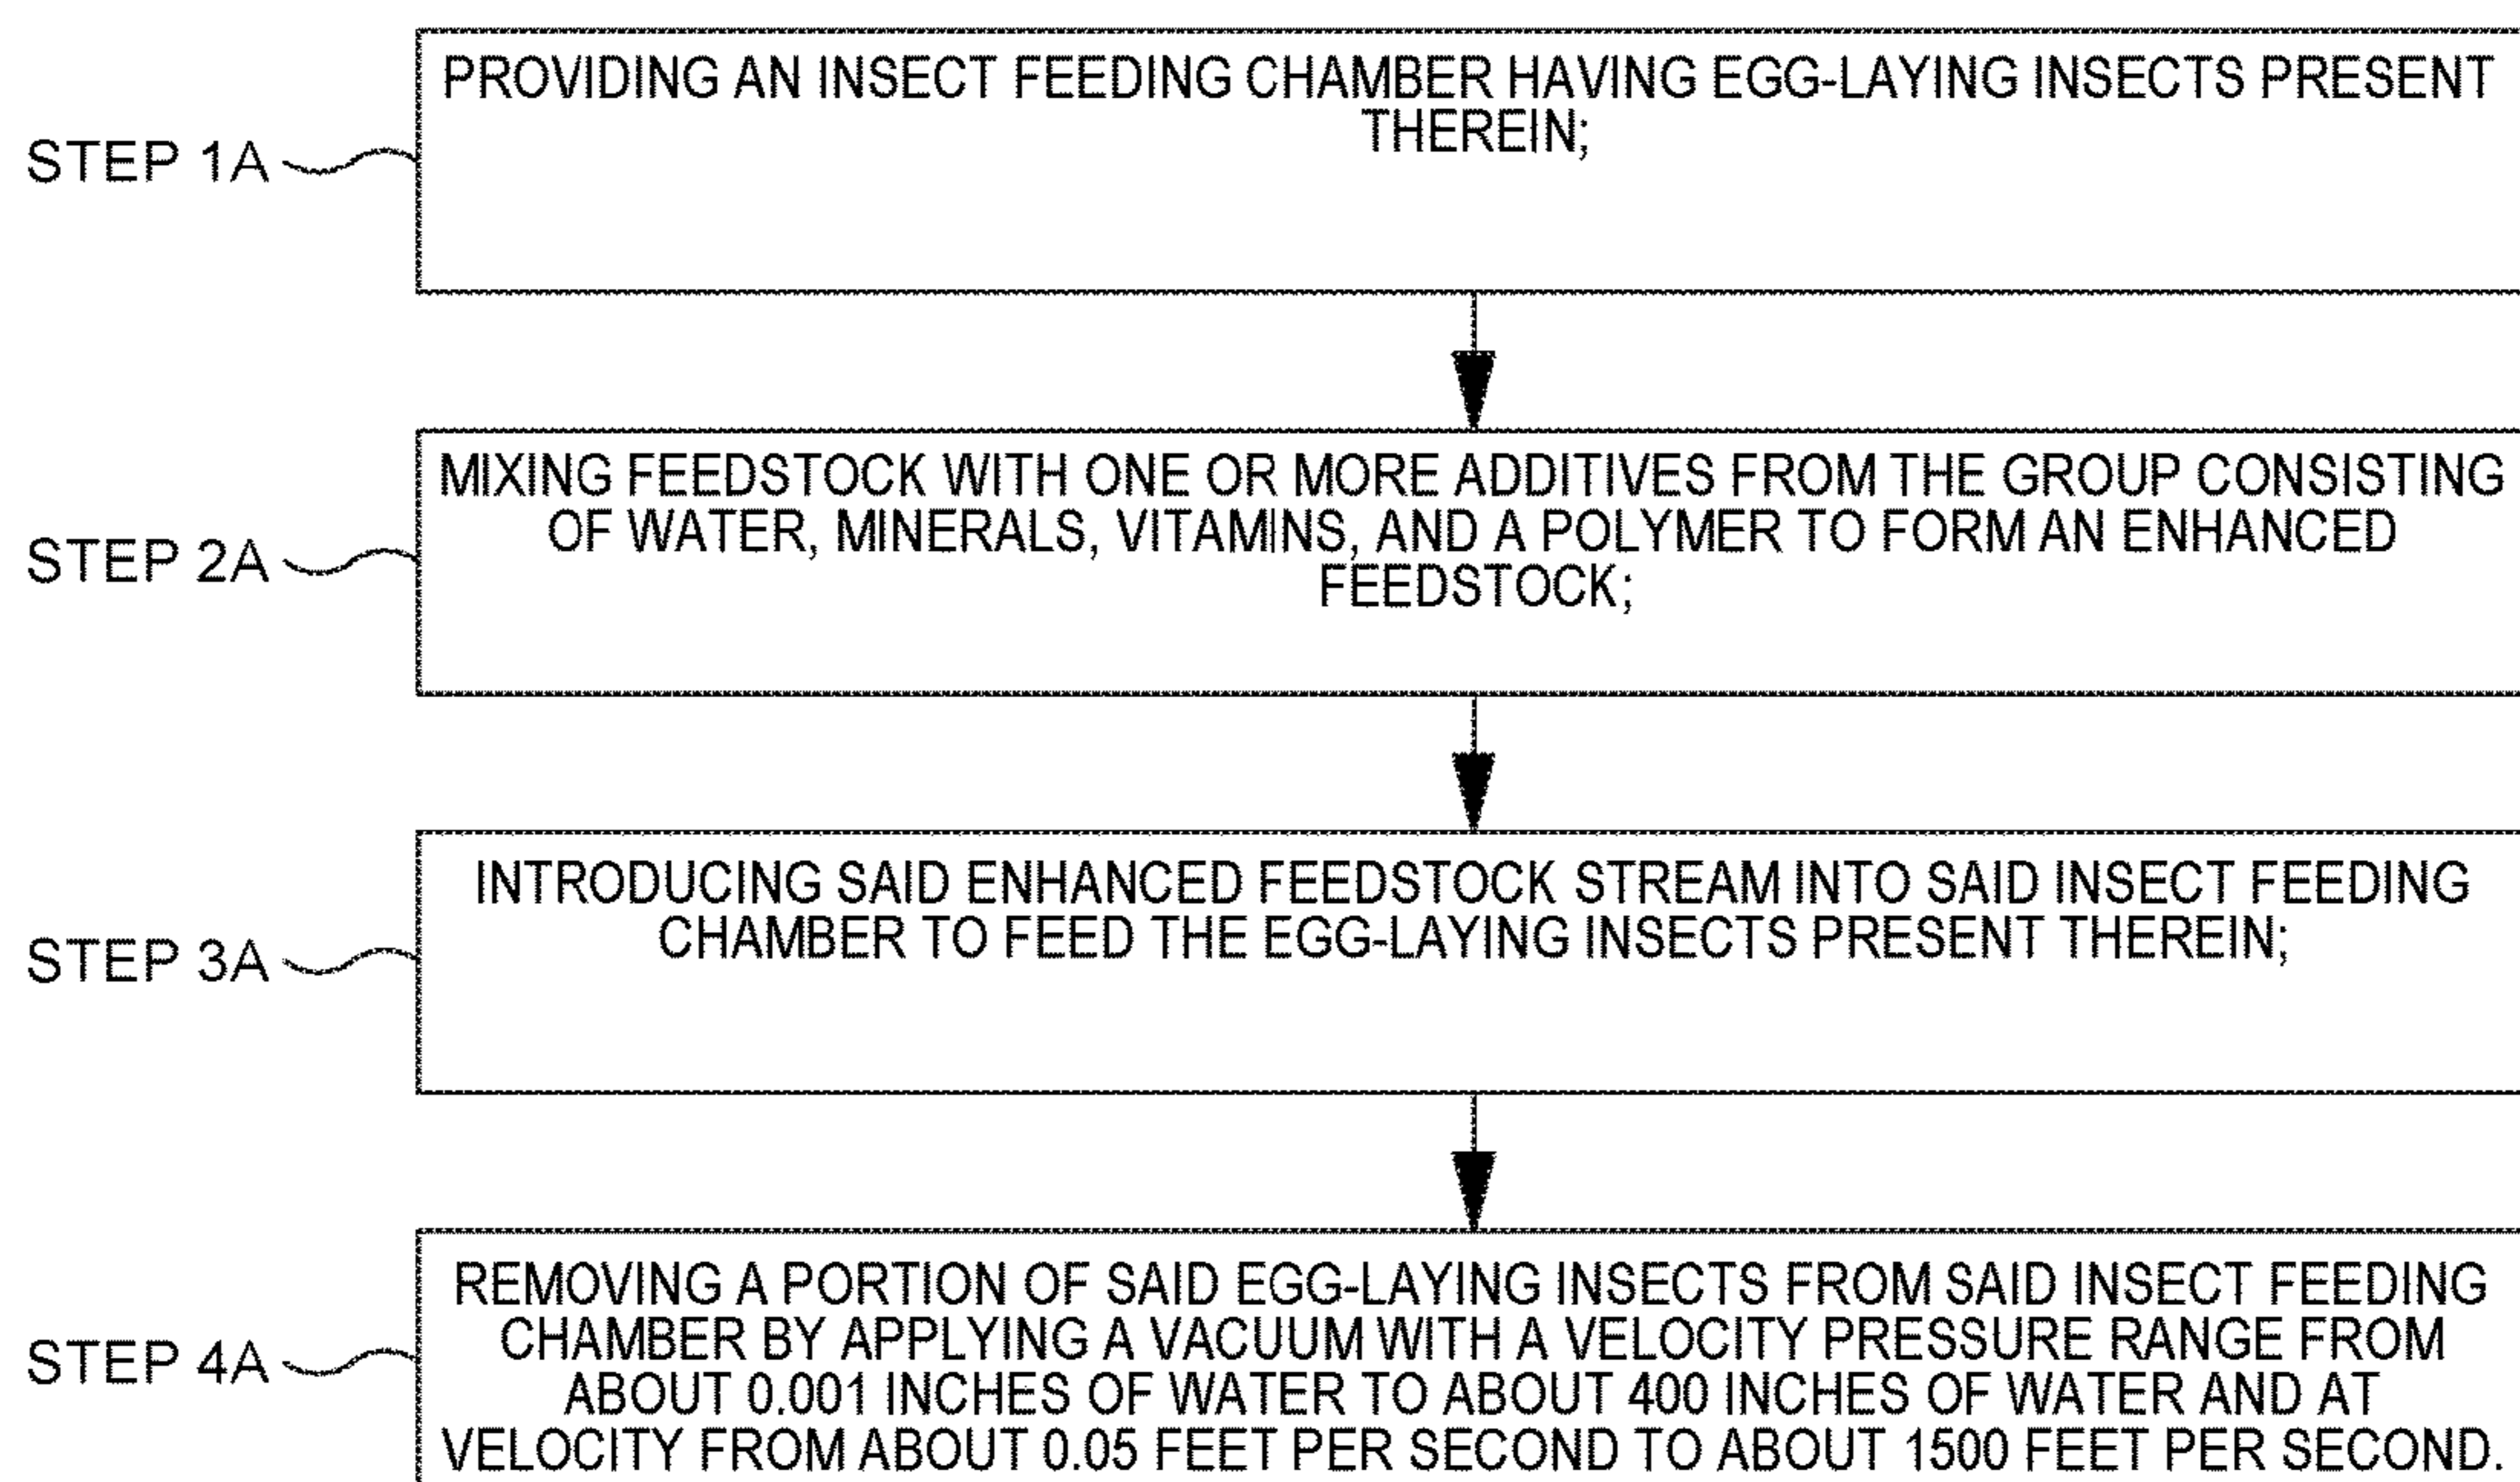 PROVIDING AN INSECT FEEDING CHAMBER HAVING EGG-LAYING INSECTS PRESENT
THEREIN;
STEP 1A
MIXING FEEDSTOCK WITH ONE OR MORE ADDITIVES FROM THE GROUP CONSISTING
OF WATER, MINERALS, VITAMINS, AND A POLYMER TO FORM AN ENHANCED
FEEDSTOCK;
STEP 2A
INTRODUCING SAID ENHANCED FEEDSTOCK STREAM INTO SAID INSECT FEEDING
CHAMBER TO FEED THE EGG-LAYING INSECTS PRESENT THEREIN;
STEP 3A
REMOVING A PORTION OF SAID EGG-LAYING INSECTS FROM SAID INSECT FEEDING
CHAMBER BY APPLYING A VACUUM WITH A VELOCITY PRESSURE RANGE FROM
ABOUT 0.001 INCHES OF WATER TO ABOUT 400 INCHES OF WATER AND AT
VELOCITY FROM ABOUT 0.05 FEET PER SECOND TO ABOUT 1500 FEET PER SECOND.
STEP 4A